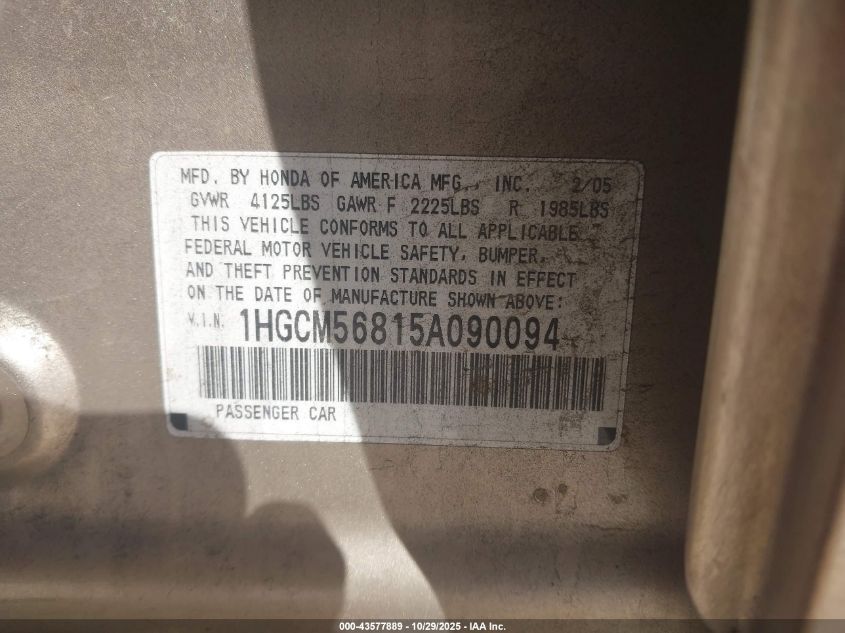 MFD. BY HONDA OF AMERICA MFG., INC. 2/05
GVWR 4125LBS GAWR F 2225LBS R 1985LBS
THIS VEHICLE CONFORMS TO ALL APPLICABLE
FEDERAL MOTOR VEHICLE SAFETY, BUMPER,
AND THEFT PREVENTION STANDARDS IN EFFECT
ON THE DATE OF MANUFACTURE SHOWN ABOVE:
V.I.N. 1HGCM56815A090094
PASSENGER CAR
000-43577889 | 10/29/2025 - IAA Inc.